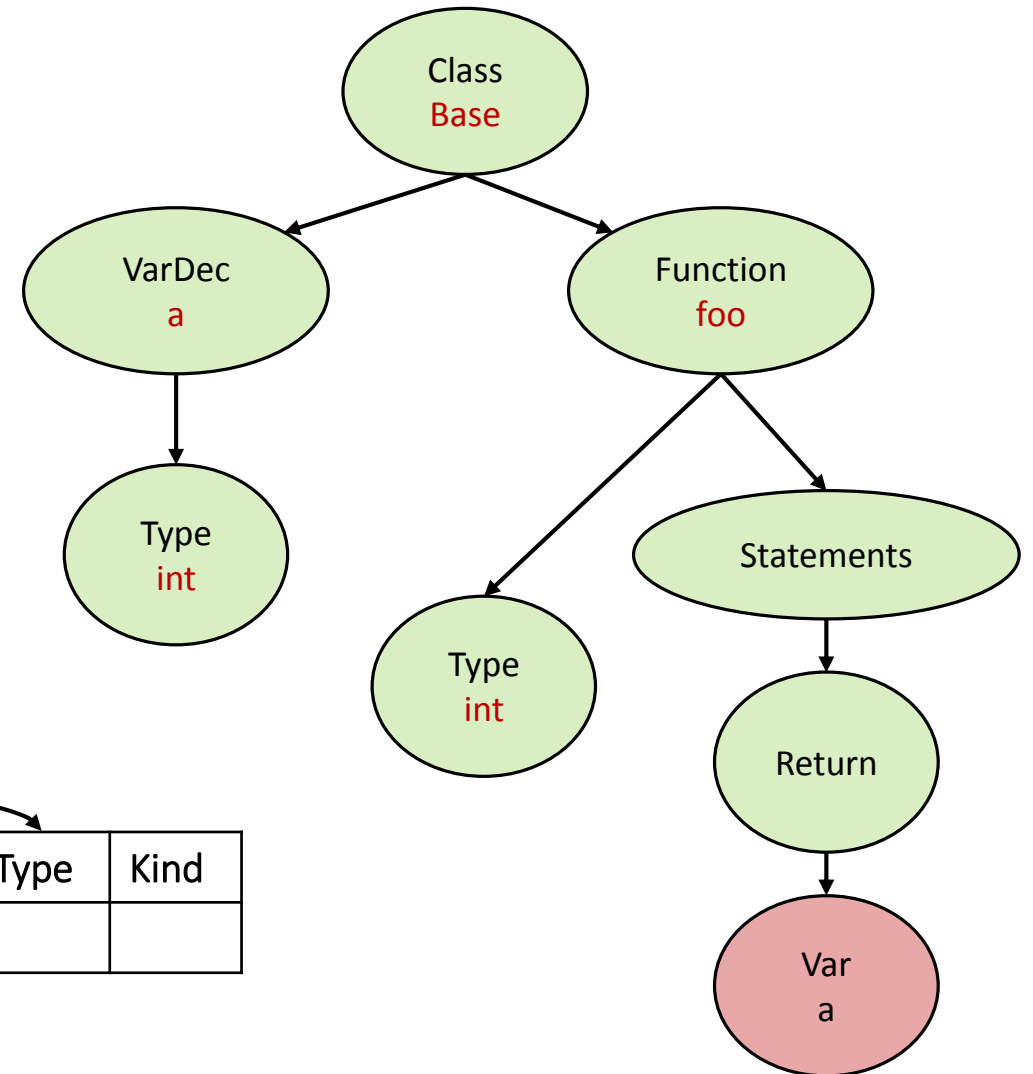 Class
Base
VarDec
a
Function
foo
Type
int
Statements
Type
int
Return
Type Kind
Var
a